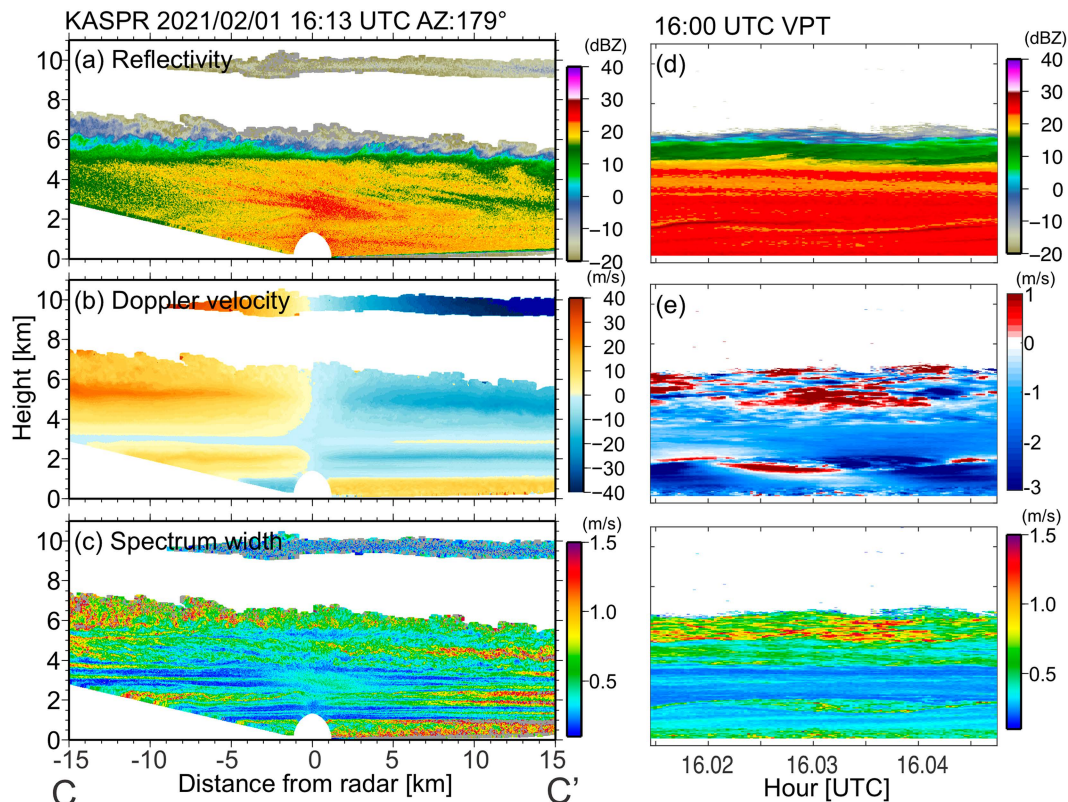 KASPR 2021/02/01 16:13 UTC AZ:179°
16:00 UTC VPT
(a) Reflectivity
(dBZ)
10
8
6
4
2
0
40
30
20
10
0
−10
−20
(d)
(dBZ)
40
30
20
10
0
−10
−20
(b) Doppler velocity
(m/s)
Height [km]
10
8
6
4
2
0
40
30
20
10
0
−10
−20
−30
−40
(e)
(m/s)
1
0
-1
-2
-3
(c) Spectrum width
(m/s)
10
8
6
4
2
0
1.5
1.0
0.5
(m/s)
1.5
1.0
0.5
-15 -10 -5 0 5 10 15
16.02 16.03 16.04
C Distance from radar [km] C'
Hour [UTC]